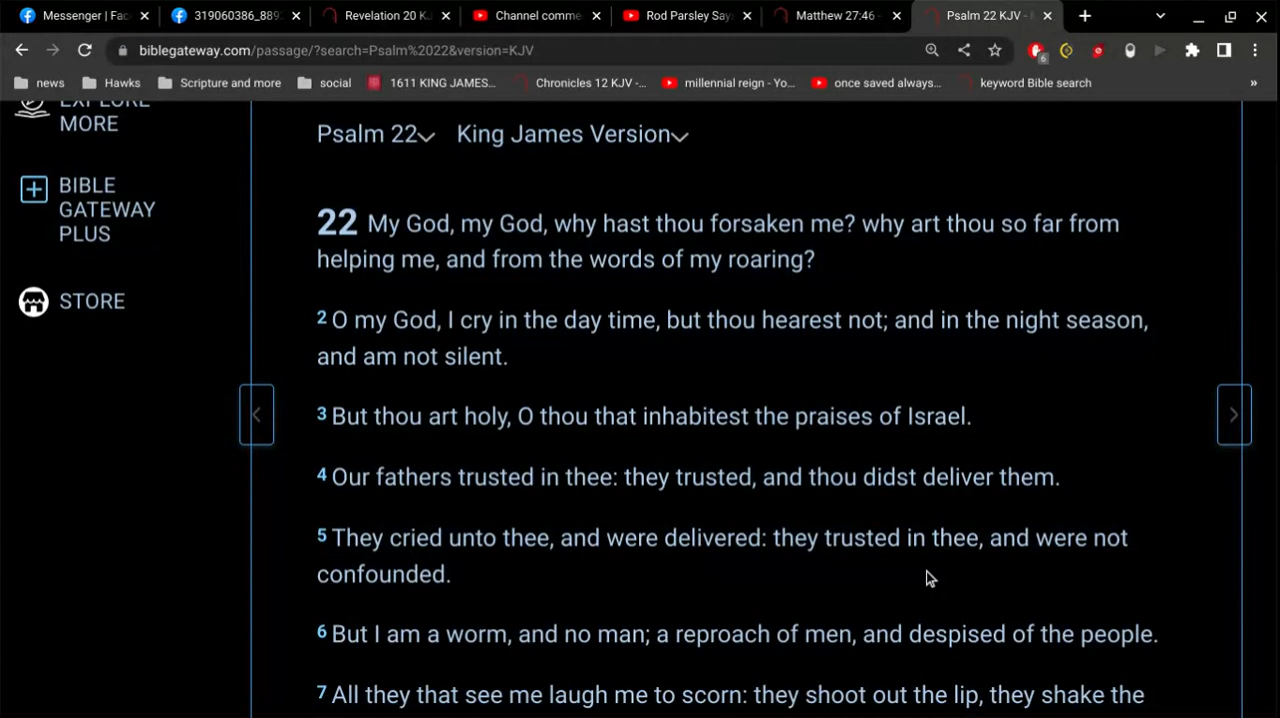 Messenger | Fac
319060386_889
Revelation 20 KJ
Channel comme
Rod Parsley Say
Matthew 27:46 -
Psalm 22 KJV -
biblegateway.com/passage/?search=Psalm%2022&version=KJV
6
news
Hawks
Scripture and more
social
1611 KING JAMES...
Chronicles 12 KJV -...
millennial reign - Yo...
once saved always...
keyword Bible search
»
EXPLORE
MORE
BIBLE
GATEWAY
PLUS
STORE
Psalm 22 King James Version
22 My God, my God, why hast thou forsaken me? why art thou so far from
helping me, and from the words of my roaring?
2 O my God, I cry in the day time, but thou hearest not; and in the night season,
and am not silent.
3 But thou art holy, O thou that inhabitest the praises of Israel.
4 Our fathers trusted in thee: they trusted, and thou didst deliver them.
5 They cried unto thee, and were delivered: they trusted in thee, and were not
confounded.
6 But I am a worm, and no man; a reproach of men, and despised of the people.
7 All they that see me laugh me to scorn: they shoot out the lip, they shake the